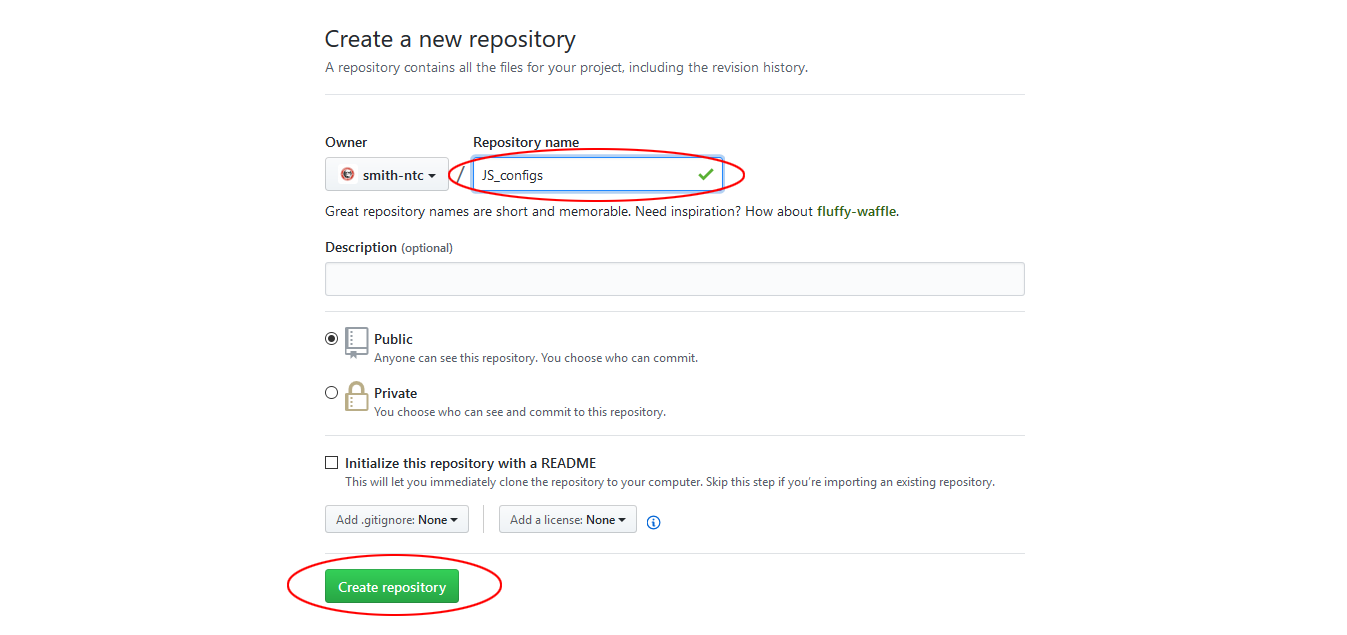 Create a new repository
A repository contains all the files for your project, including the revision history.
Owner
Repository name
smith-ntc / JS_configs
Great repository names are short and memorable. Need inspiration? How about fluffy-waffle.
Description (optional)
Public
Anyone can see this repository. You choose who can commit.
Private
You choose who can see and commit to this repository.
Initialize this repository with a README
This will let you immediately clone the repository to your computer. Skip this step if you’re importing an existing repository.
Add .gitignore: None
Add a license: None
Create repository